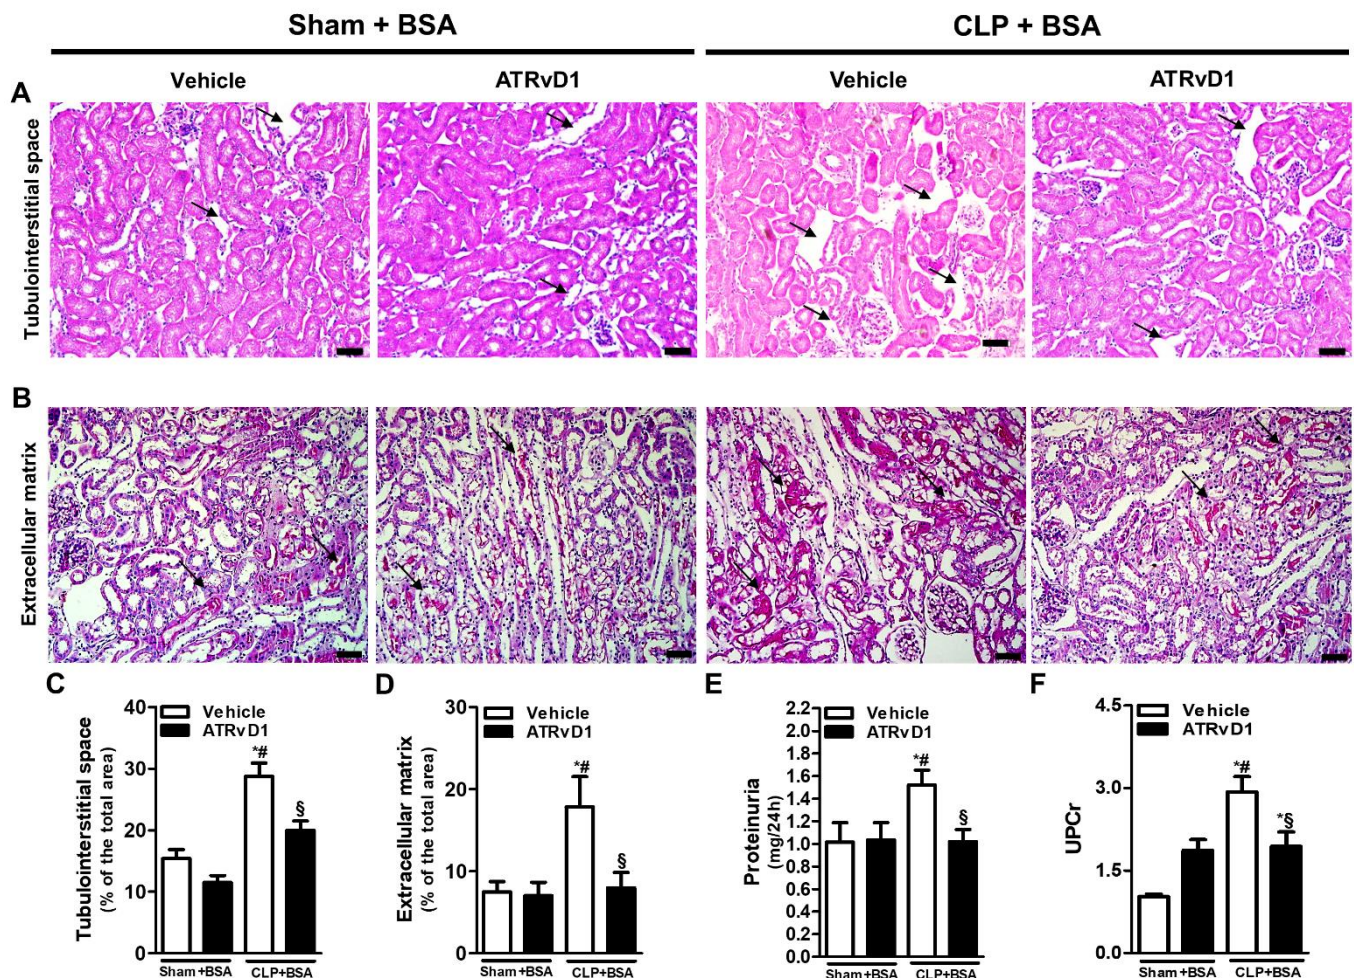 Sham + BSA
CLP + BSA
Vehicle
ATRvD1
Vehicle
ATRvD1
A
Tubulointerstitial space
B
Extracellular matrix
C
Tubulointerstitial space
(% of the total area)
40
30
20
10
0
Vehicle
ATRvD1
*#
§
Sham+BSA
CLP+BSA
D
Extracellular matrix
(% of the total area)
30
20
10
0
Vehicle
ATRvD1
*#
§
Sham+BSA
CLP+BSA
E
Proteinuria
(mg/24h)
2.2
2.0
1.8
1.6
1.4
1.2
1.0
0.8
0.6
0.4
0.2
0.0
Vehicle
ATRvD1
*#
§
Sham+BSA
CLP+BSA
F
UPCr
4.5
3.0
1.5
0.0
Vehicle
ATRvD1
*#
*§
Sham+BSA
CLP+BSA